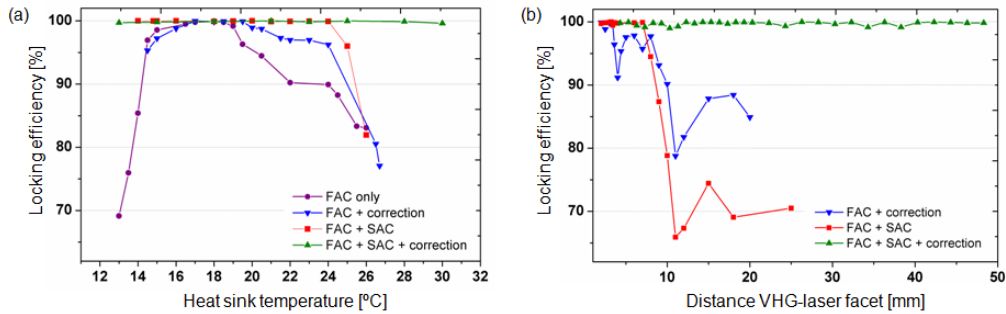 (a)
Locking efficiency [%]
100
90
80
70
FAC only
FAC + correction
FAC + SAC
FAC + SAC + correction
12 14 16 18 20 22 24 26 28 30 32
Heat sink temperature [ºC]
(b)
Locking efficiency [%]
100
90
80
70
FAC + correction
FAC + SAC
FAC + SAC + correction
10 20 30 40 50
Distance VHG-laser facet [mm]